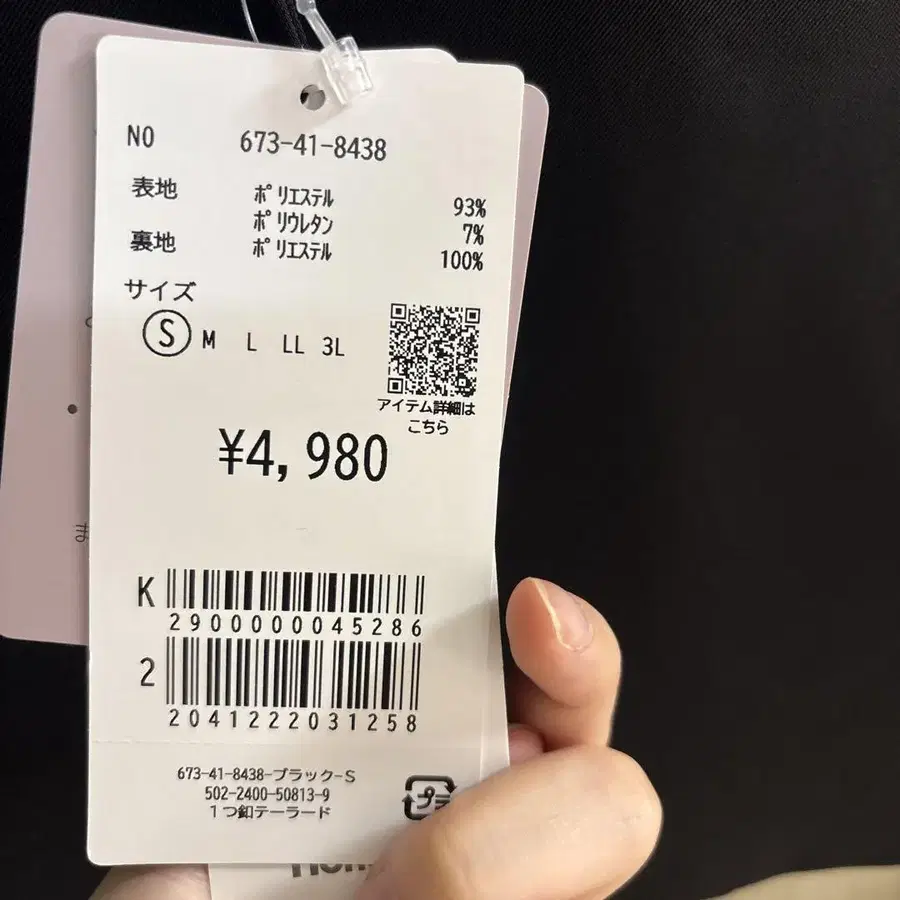 NO 673-41-8438
表地 ポリエステル 93%
ポリウレタン 7%
裏地 ポリエステル 100%
サイズ
S M L LL 3L
アイテム詳細は
こちら
¥4,980
K
2900000045286
2
2041222031258
673-41-8438-ブラック-S
502-2400-50813-9
1つ釦テーラード
プラ
ま